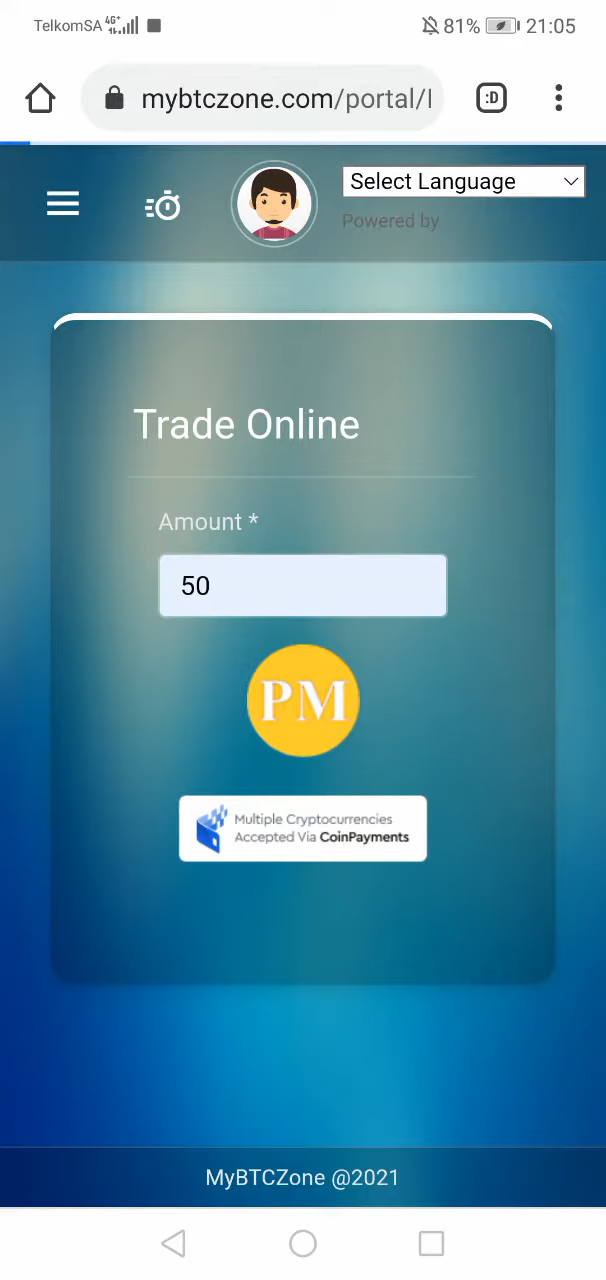 TelkomSA 4G+ 81% 21:05
:D
mybtczone.com/portal/
Select Language
Powered by
Trade Online
Amount *
50
PM
Multiple Cryptocurrencies
Accepted Via CoinPayments
MyBTCZone @2021